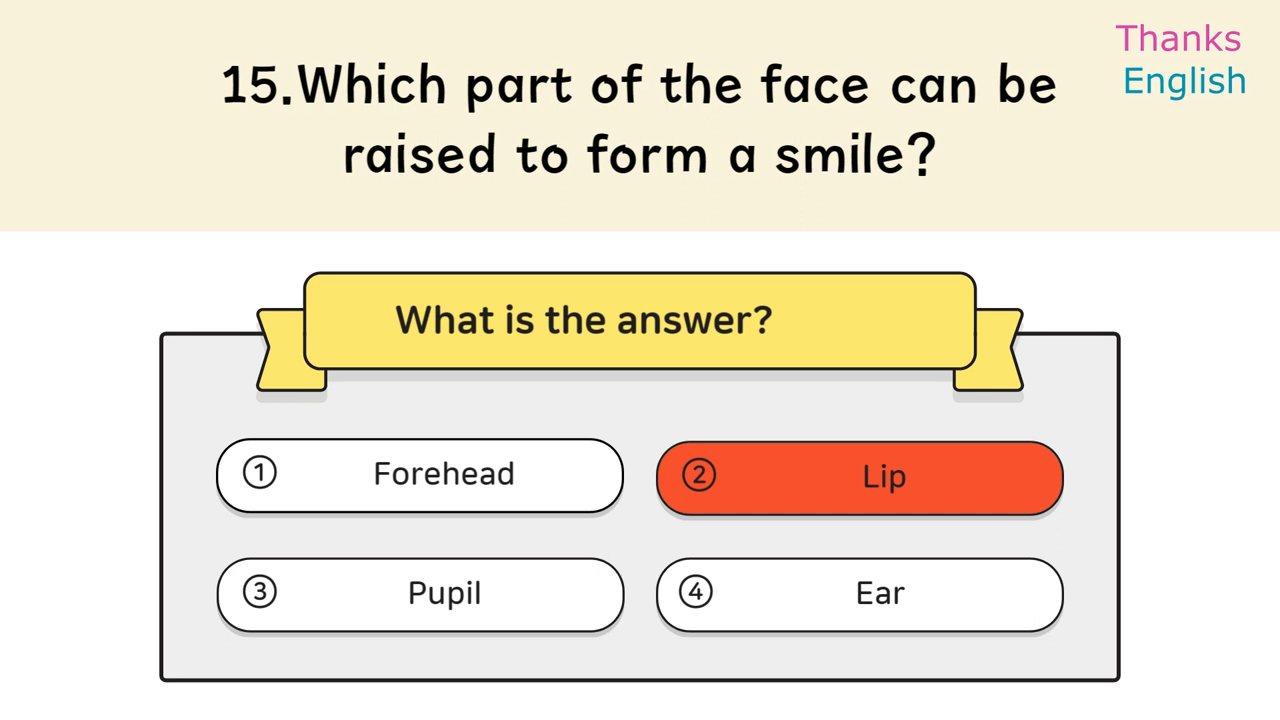 15.Which part of the face can be
raised to form a smile?
Thanks
English
What is the answer?
① Forehead
② Lip
③ Pupil
④ Ear